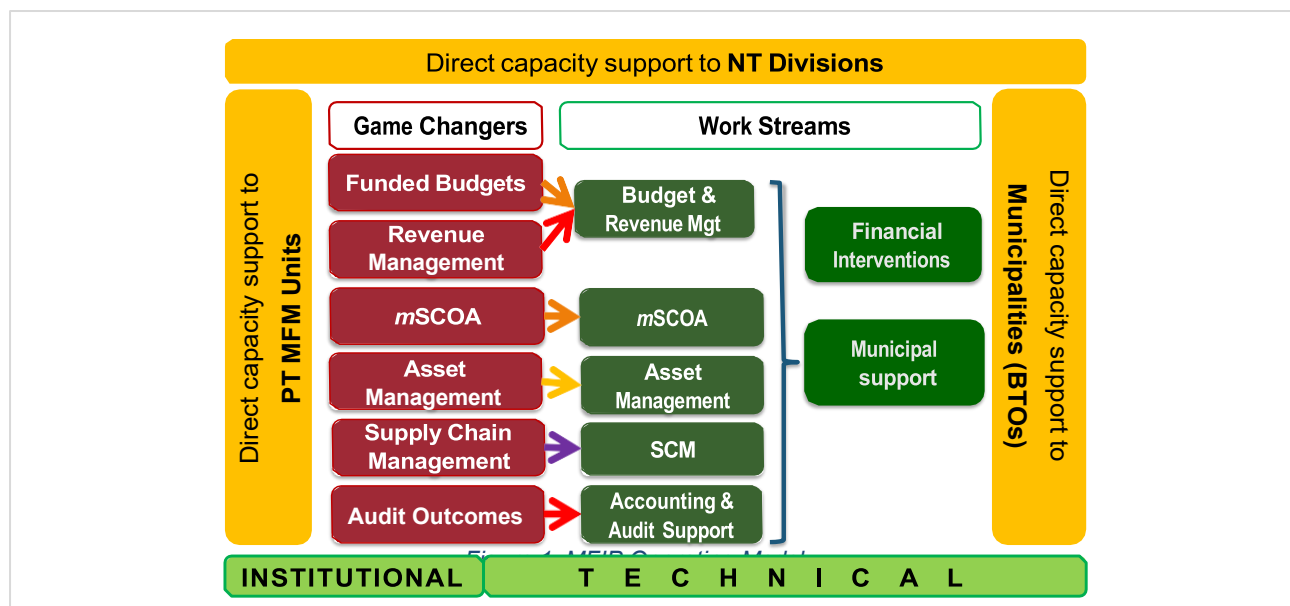 Direct capacity support to NT Divisions
Direct capacity support to
PT MFM Units
Game Changers
Work Streams
Funded Budgets
Revenue
Management
mSCOA
Asset
Management
Supply Chain
Management
Audit Outcomes
Budget &
Revenue Mgt
mSCOA
Asset
Management
SCM
Accounting &
Audit Support
Financial
Interventions
Municipal
support
Direct capacity support to
Municipalities (BTOs)
INSTITUTIONAL
T E C H N I C A L